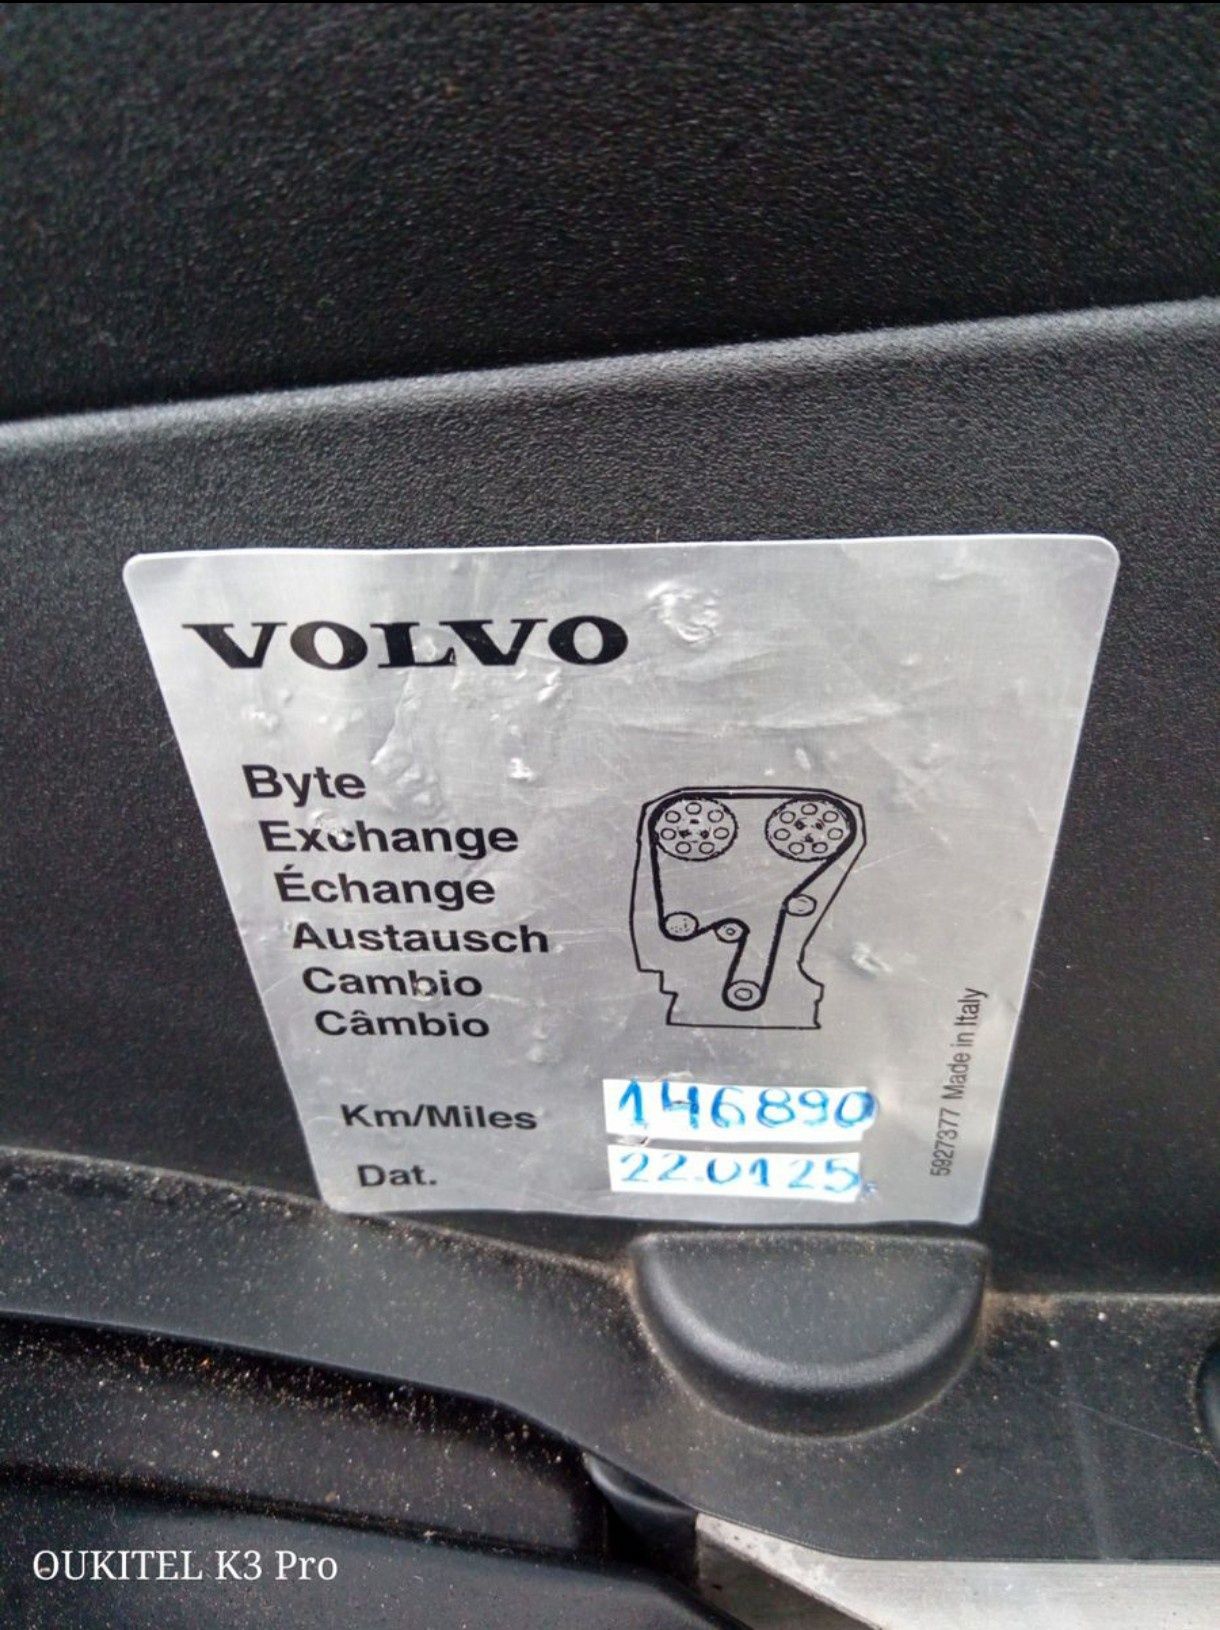 VOLVO
Byte
Exchange
Échange
Austausch
Cambio
Câmbio
Km/Miles 146890
Dat. 22.01 25.
5927377 Made in Italy
OUKITEL K3 Pro